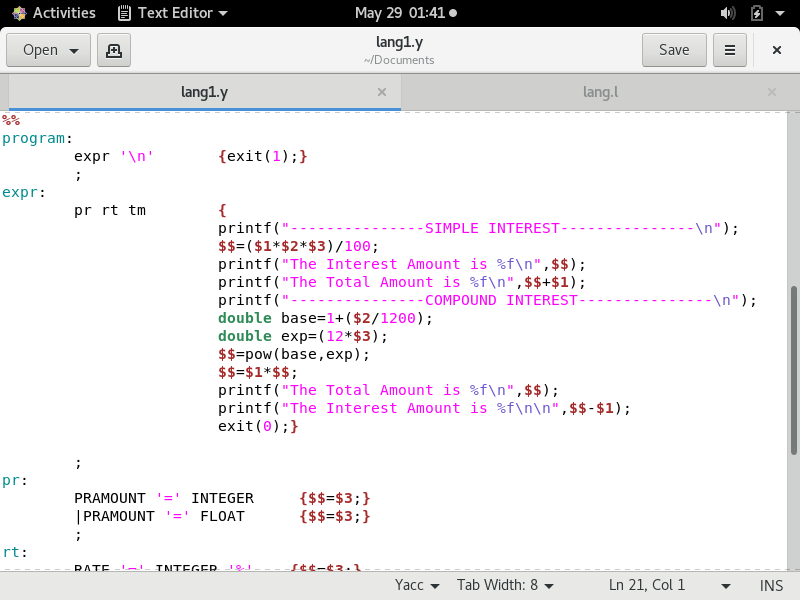 Activities Text Editor May 29 01:41
Open lang1.y Save
~/Documents
lang1.y lang.l
%%
program:
expr '\n' {exit(1);}
;
expr:
pr rt tm {
printf("---------------SIMPLE INTEREST---------------\n");
$$=($1*$2*$3)/100;
printf("The Interest Amount is %f\n",$$);
printf("The Total Amount is %f\n",$$+$1);
printf("---------------COMPOUND INTEREST---------------\n");
double base=1+($2/1200);
double exp=(12*$3);
$$=pow(base,exp);
$$=$1*$$;
printf("The Total Amount is %f\n",$$);
printf("The Interest Amount is %f\n\n",$$-$1);
exit(0);}
;
pr:
PRAMOUNT '=' INTEGER {$$=$3;}
|PRAMOUNT '=' FLOAT {$$=$3;}
;
rt:
RATE '=' INTEGER '%' {$$=$3;}
Yacc Tab Width: 8 Ln 21, Col 1 INS